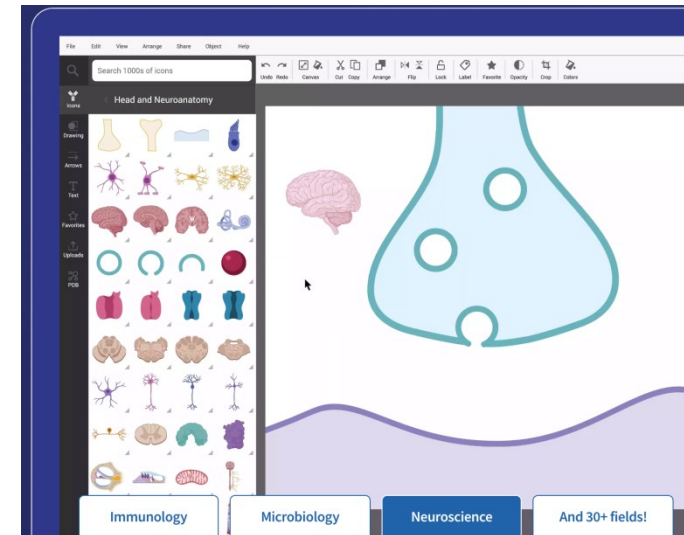 File Edit View Arrange Share Object Help
Search 1000s of icons
Undo Redo Canvas Cut Copy Arrange Flip Lock Label Favorite Opacity Crop Colors
Icons
Head and Neuroanatomy
Drawing
Arrows
Text
Favorites
Uploads
PDB
Immunology Microbiology Neuroscience And 30+ fields!